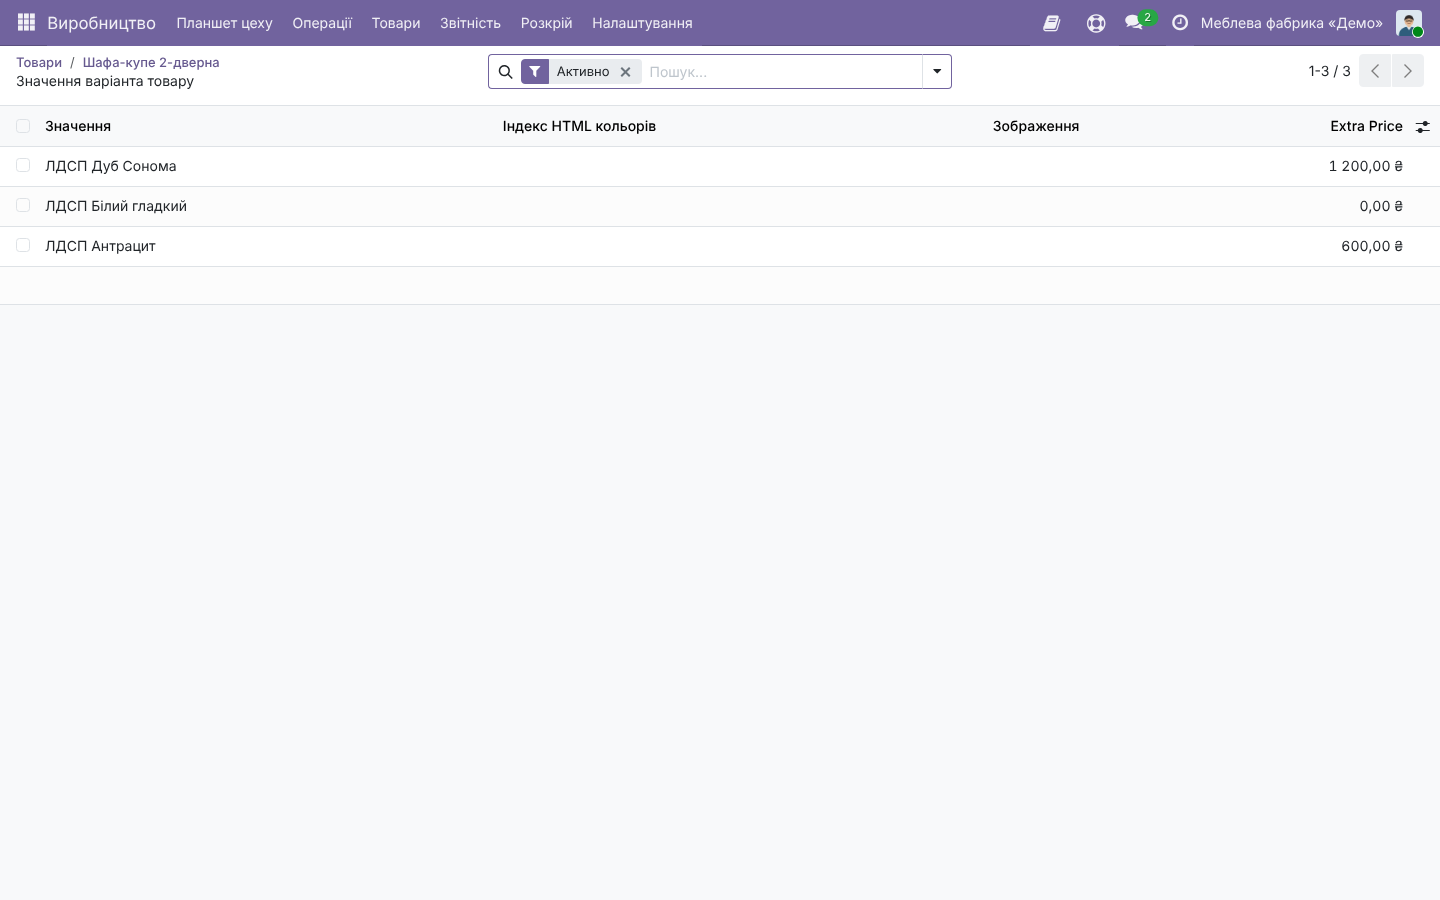 Виробництво Планшет цеху Операції Товари Звітність Розкрій Налаштування 2 Меблева фабрика «Демо»
Товари / Шафа-купе 2-дверна
Значення варіанта товару
Активно Пошук... 1-3 / 3
Значення Індекс HTML кольорів Зображення Extra Price
ЛДСП Дуб Сонома 1 200,00 ₴
ЛДСП Білий гладкий 0,00 ₴
ЛДСП Антрацит 600,00 ₴